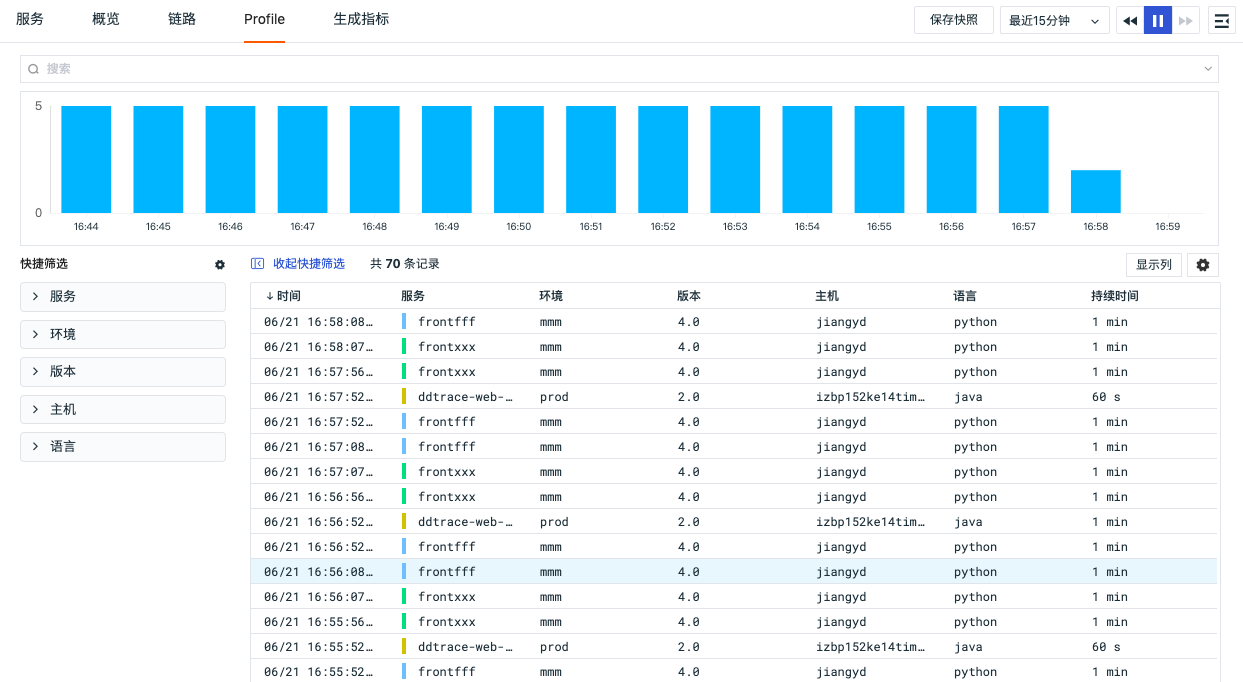 服务 概览 链路 Profile 生成指标 保存快照 最近15分钟
搜索
5
0
16:44 16:45 16:46 16:47 16:48 16:49 16:50 16:51 16:52 16:53 16:54 16:55 16:56 16:57 16:58 16:59
快捷筛选 收起快捷筛选 共 70 条记录 显示列
服务
环境
版本
主机
语言
↓时间 服务 环境 版本 主机 语言 持续时间
06/21 16:58:08… frontfff mmm 4.0 jiangyd python 1 min
06/21 16:58:07… frontxxx mmm 4.0 jiangyd python 1 min
06/21 16:57:56… frontxxx mmm 4.0 jiangyd python 1 min
06/21 16:57:52… ddtrace-web-… prod 2.0 izbp152ke14tim… java 60 s
06/21 16:57:52… frontfff mmm 4.0 jiangyd python 1 min
06/21 16:57:08… frontfff mmm 4.0 jiangyd python 1 min
06/21 16:57:07… frontxxx mmm 4.0 jiangyd python 1 min
06/21 16:56:56… frontxxx mmm 4.0 jiangyd python 1 min
06/21 16:56:52… ddtrace-web-… prod 2.0 izbp152ke14tim… java 60 s
06/21 16:56:52… frontfff mmm 4.0 jiangyd python 1 min
06/21 16:56:08… frontfff mmm 4.0 jiangyd python 1 min
06/21 16:56:07… frontxxx mmm 4.0 jiangyd python 1 min
06/21 16:55:56… frontxxx mmm 4.0 jiangyd python 1 min
06/21 16:55:52… ddtrace-web-… prod 2.0 izbp152ke14tim… java 60 s
06/21 16:55:52… frontfff mmm 4.0 jiangyd python 1 min